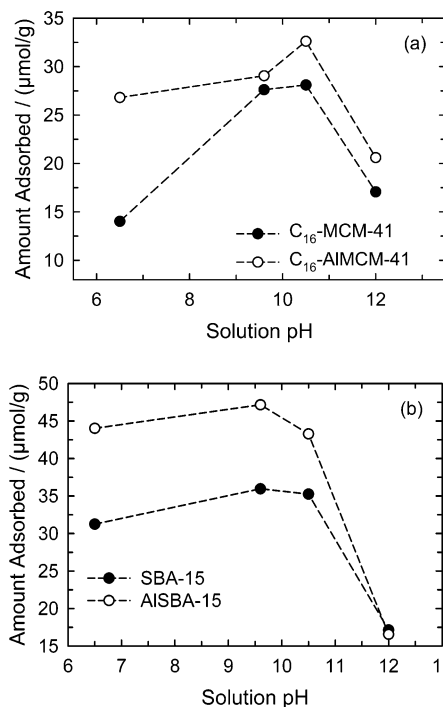 (a)
35
30
25
20
15
10
Amount Adsorbed / (μmol/g)
C₁₆-MCM-41
C₁₆-AlMCM-41
6 8 10 12
Solution pH
(b)
50
45
40
35
30
25
20
15
Amount Adsorbed / (μmol/g)
SBA-15
AlSBA-15
6 7 8 9 10 11 12 1
Solution pH